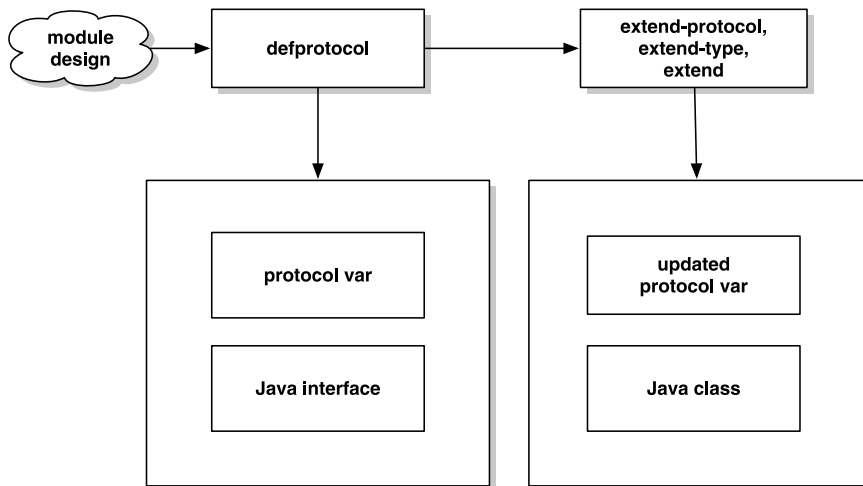 module
design
defprotocol
extend-protocol,
extend-type,
extend
protocol var
Java interface
updated
protocol var
Java class